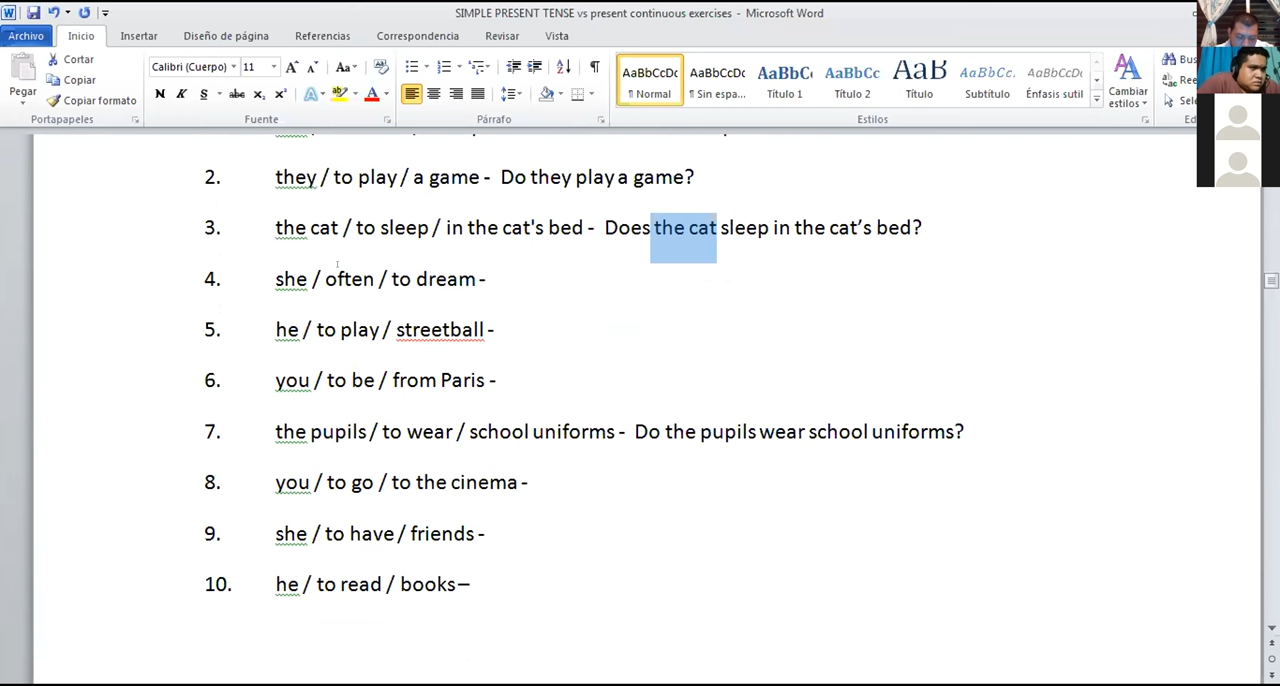 SIMPLE PRESENT TENSE vs present continuous exercises - Microsoft Word
Archivo Inicio Insertar Diseño de página Referencias Correspondencia Revisar Vista
Pegar
Cortar
Copiar
Copiar formato
Portapapeles
Calibri (Cuerpo) 11
Fuente
Párrafo
AaBbCcDc AaBbCcDc AaBbC AaBbCc AaB AaBbCc. AaBbCcDc
¶ Normal ¶ Sin espa... Título 1 Título 2 Título Subtítulo Énfasis sutil
Cambiar estilos
Estilos
2. they / to play / a game - Do they play a game?
3. the cat / to sleep / in the cat's bed - Does the cat sleep in the cat’s bed?
4. she / often / to dream -
5. he / to play / streetball -
6. you / to be / from Paris -
7. the pupils / to wear / school uniforms - Do the pupils wear school uniforms?
8. you / to go / to the cinema -
9. she / to have / friends -
10. he / to read / books –